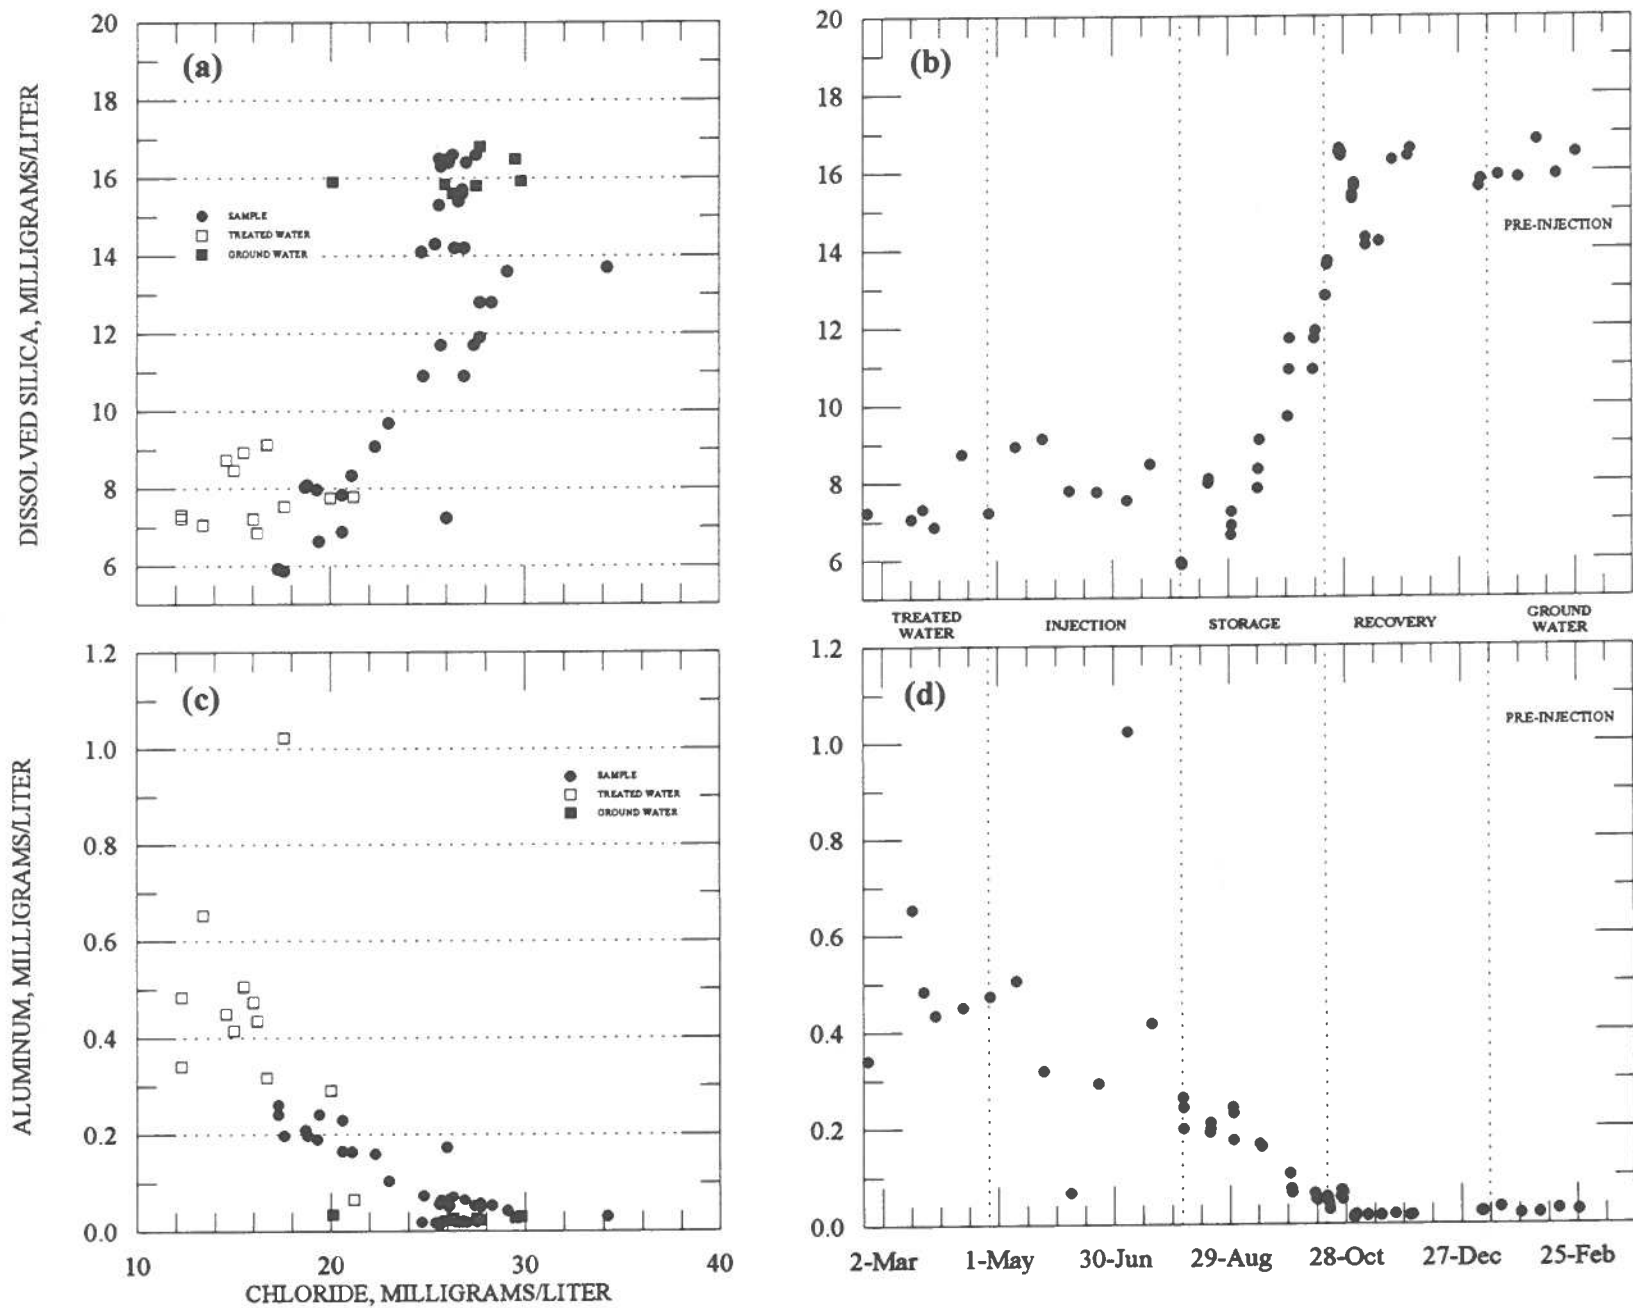 DISSOLVED SILICA, MILLIGRAMS/LITER
20
18
16
14
12
10
8
6
(a)
SAMPLE
TREATED WATER
GROUND WATER
20
18
16
14
12
10
8
6
(b)
PRE-INJECTION
TREATED WATER
INJECTION
STORAGE
RECOVERY
GROUND WATER
ALUMINUM, MILLIGRAMS/LITER
1.2
1.0
0.8
0.6
0.4
0.2
0.0
(c)
SAMPLE
TREATED WATER
GROUND WATER
10 20 30 40
CHLORIDE, MILLIGRAMS/LITER
1.2
1.0
0.8
0.6
0.4
0.2
0.0
(d)
PRE-INJECTION
2-Mar 1-May 30-Jun 29-Aug 28-Oct 27-Dec 25-Feb